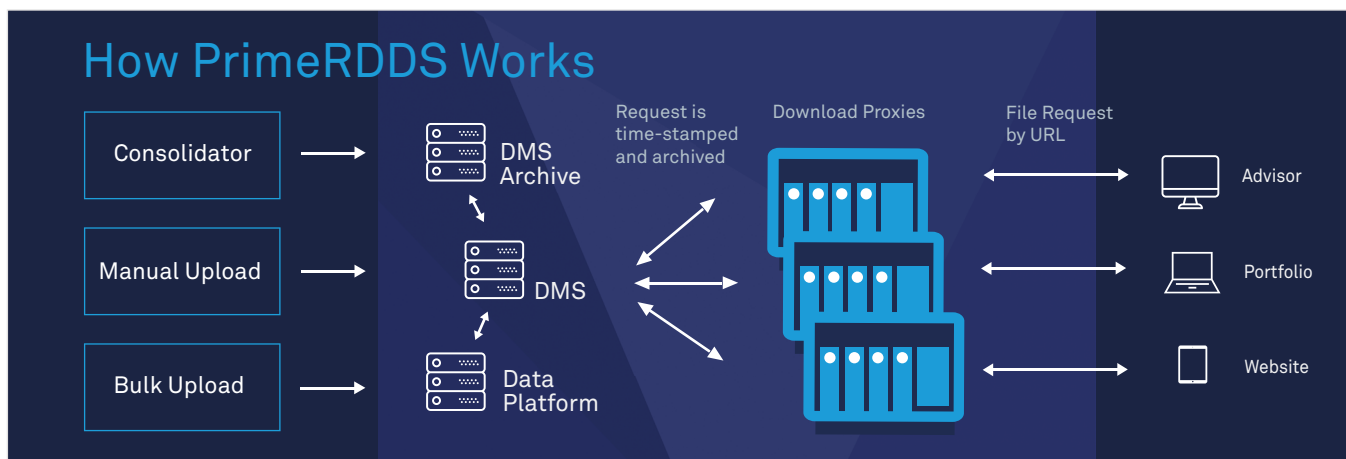 How PrimeRDDS Works
Consolidator
Manual Upload
Bulk Upload
DMS
Archive
DMS
Data
Platform
Request is
time-stamped
and archived
Download Proxies
File Request
by URL
Advisor
Portfolio
Website